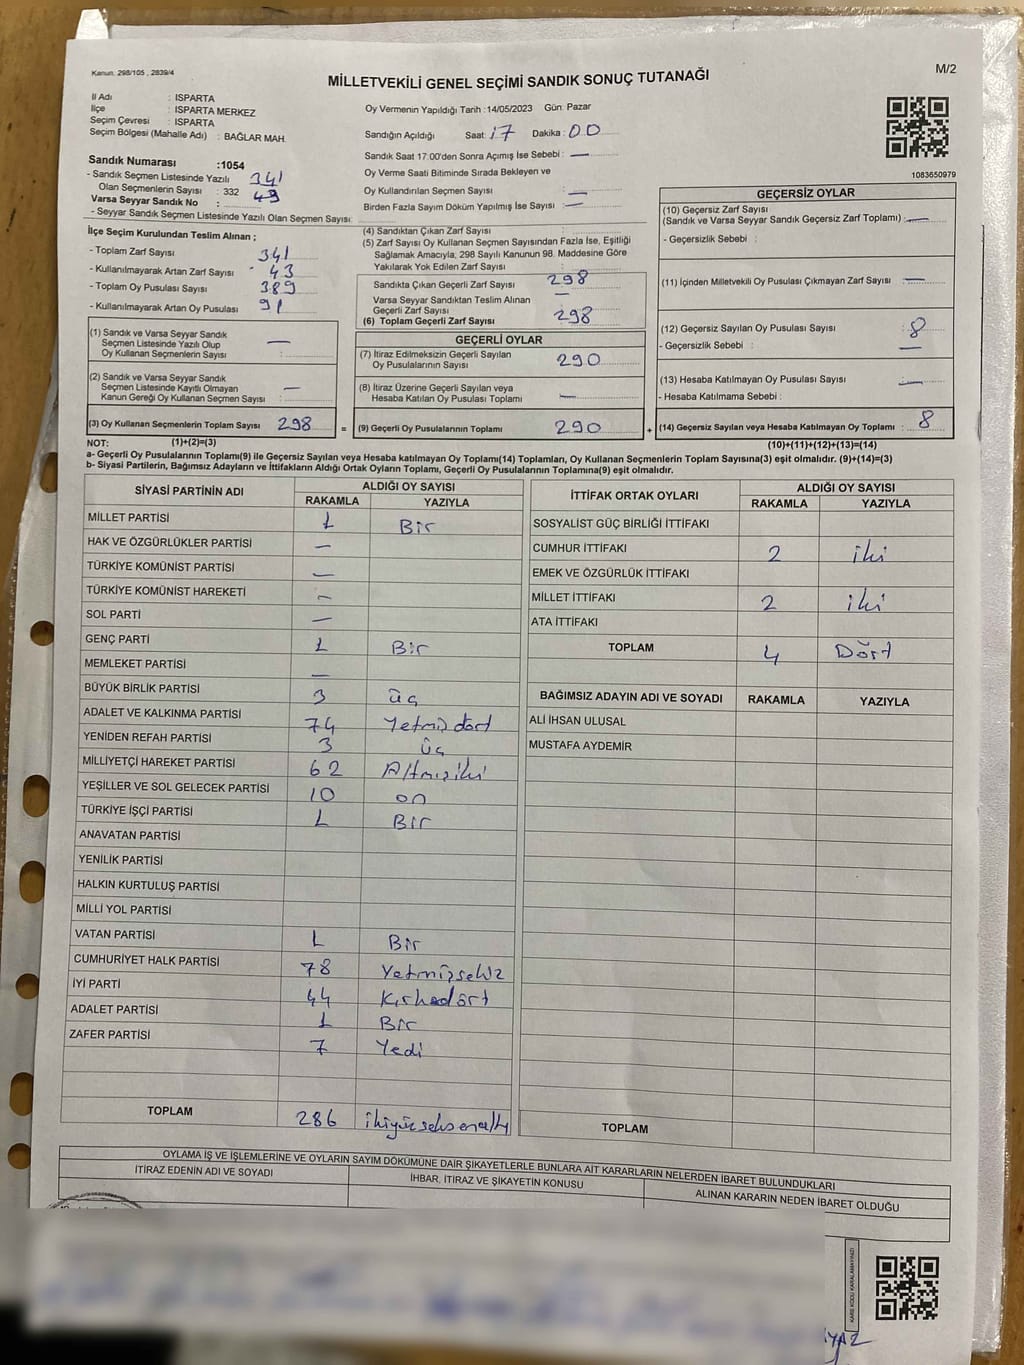 Kanun. 298/105 , 2839/4
M/2
MİLLETVEKİLİ GENEL SEÇİMİ SANDIK SONUÇ TUTANAĞI
İl Adı : ISPARTA
İlçe : ISPARTA MERKEZ
Seçim Çevresi : ISPARTA
Seçim Bölgesi (Mahalle Adı) : BAĞLAR MAH.
Sandık Numarası :1054
- Sandık Seçmen Listesinde Yazılı 341
Olan Seçmenlerin Sayısı : 332 49
Varsa Seyyar Sandık No :
- Seyyar Sandık Seçmen Listesinde Yazılı Olan Seçmen Sayısı:
İlçe Seçim Kurulundan Teslim Alınan ;
- Toplam Zarf Sayısı 341
- Kullanılmayarak Artan Zarf Sayısı 43
- Toplam Oy Pusulası Sayısı 389
- Kullanılmayarak Artan Oy Pusulası 91
Oy Vermenin Yapıldığı Tarih :14/05/2023 Gün: Pazar
Sandığın Açıldığı Saat: 17 Dakika : 00
Sandık Saat 17:00'den Sonra Açımış İse Sebebi : —
Oy Verme Saati Bitiminde Sırada Bekleyen ve
Oy Kullandırılan Seçmen Sayısı : —
Birden Fazla Sayım Döküm Yapılmış İse Sayısı : —
(4) Sandıktan Çıkan Zarf Sayısı :
(5) Zarf Sayısı Oy Kullanan Seçmen Sayısından Fazla İse, Eşitliği
Sağlamak Amacıyla; 298 Sayılı Kanunun 98. Maddesine Göre
Yakılarak Yok Edilen Zarf Sayısı :
Sandıkta Çıkan Geçerli Zarf Sayısı 298
Varsa Seyyar Sandıktan Teslim Alınan —
Geçerli Zarf Sayısı
(6) Toplam Geçerli Zarf Sayısı 298
1083650979
GEÇERSİZ OYLAR
(10) Geçersiz Zarf Sayısı
(Sandık ve Varsa Seyyar Sandık Geçersiz Zarf Toplamı) : —
- Geçersizlik Sebebi :
(11) İçinden Milletvekili Oy Pusulası Çıkmayan Zarf Sayısı —
(12) Geçersiz Sayılan Oy Pusulası Sayısı : 8
- Geçersizlik Sebebi : —
(13) Hesaba Katılmayan Oy Pusulası Sayısı : —
- Hesaba Katılmama Sebebi :
(14) Geçersiz Sayılan veya Hesaba Katılmayan Oy Toplamı : 8
(1) Sandık ve Varsa Seyyar Sandık
Seçmen Listesinde Yazılı Olup —
Oy Kullanan Seçmenlerin Sayısı :
(2) Sandık ve Varsa Seyyar Sandık
Seçmen Listesinde Kayıtlı Olmayan —
Kanun Gereği Oy Kullanan Seçmen Sayısı :
(3) Oy Kullanan Seçmenlerin Toplam Sayısı : 298 =
GEÇERLİ OYLAR
(7) İtiraz Edilmeksizin Geçerli Sayılan
Oy Pusulalarının Sayısı : 290
(8) İtiraz Üzerine Geçerli Sayılan veya
Hesaba Katılan Oy Pusulası Toplamı : —
(9) Geçerli Oy Pusulalarının Toplamı 290 +
NOT: (1)+(2)=(3) (10)+(11)+(12)+(13)=(14)
a- Geçerli Oy Pusulalarının Toplamı(9) ile Geçersiz Sayılan veya Hesaba katılmayan Oy Toplamı(14) Toplamları, Oy Kullanan Seçmenlerin Toplam Sayısına(3) eşit olmalıdır. (9)+(14)=(3)
b- Siyasi Partilerin, Bağımsız Adayların ve İttifakların Aldığı Ortak Oyların Toplamı, Geçerli Oy Pusulalarının Toplamına(9) eşit olmalıdır.
SİYASİ PARTİNİN ADI ALDIĞI OY SAYISI
RAKAMLA YAZIYLA
MİLLET PARTİSİ 1 Bir
HAK VE ÖZGÜRLÜKLER PARTİSİ —
TÜRKİYE KOMÜNİST PARTİSİ —
TÜRKİYE KOMÜNİST HAREKETİ —
SOL PARTİ —
GENÇ PARTİ 1 Bir
MEMLEKET PARTİSİ —
BÜYÜK BİRLİK PARTİSİ 3 üç
ADALET VE KALKINMA PARTİSİ 74 Yetmiş dört
YENİDEN REFAH PARTİSİ 3 üç
MİLLİYETÇİ HAREKET PARTİSİ 62 Altmışiki
YEŞİLLER VE SOL GELECEK PARTİSİ 10 on
TÜRKİYE İŞÇİ PARTİSİ 1 Bir
ANAVATAN PARTİSİ
YENİLİK PARTİSİ
HALKIN KURTULUŞ PARTİSİ
MİLLİ YOL PARTİSİ
VATAN PARTİSİ 1 Bir
CUMHURİYET HALK PARTİSİ 78 Yetmişsekiz
İYİ PARTİ 44 Kırkadört
ADALET PARTİSİ 1 Bir
ZAFER PARTİSİ 7 Yedi
TOPLAM 286 ikiyüzseksenaltı
İTTİFAK ORTAK OYLARI ALDIĞI OY SAYISI
RAKAMLA YAZIYLA
SOSYALİST GÜÇ BİRLİĞİ İTTİFAKI
CUMHUR İTTİFAKI 2 iki
EMEK VE ÖZGÜRLÜK İTTİFAKI
MİLLET İTTİFAKI 2 iki
ATA İTTİFAKI
TOPLAM 4 Dört
BAĞIMSIZ ADAYIN ADI VE SOYADI RAKAMLA YAZIYLA
ALİ İHSAN ULUSAL
MUSTAFA AYDEMİR
TOPLAM
OYLAMA İŞ VE İŞLEMLERİNE VE OYLARIN SAYIM DÖKÜMÜNE DAİR ŞİKAYETLERLE BUNLARA AİT KARARLARIN NELERDEN İBARET BULUNDUKLARI
İTİRAZ EDENİN ADI VE SOYADI İHBAR, İTİRAZ VE ŞİKAYETİN KONUSU ALINAN KARARIN NEDEN İBARET OLDUĞU
KARE KODU KARALAMAYINIZ!